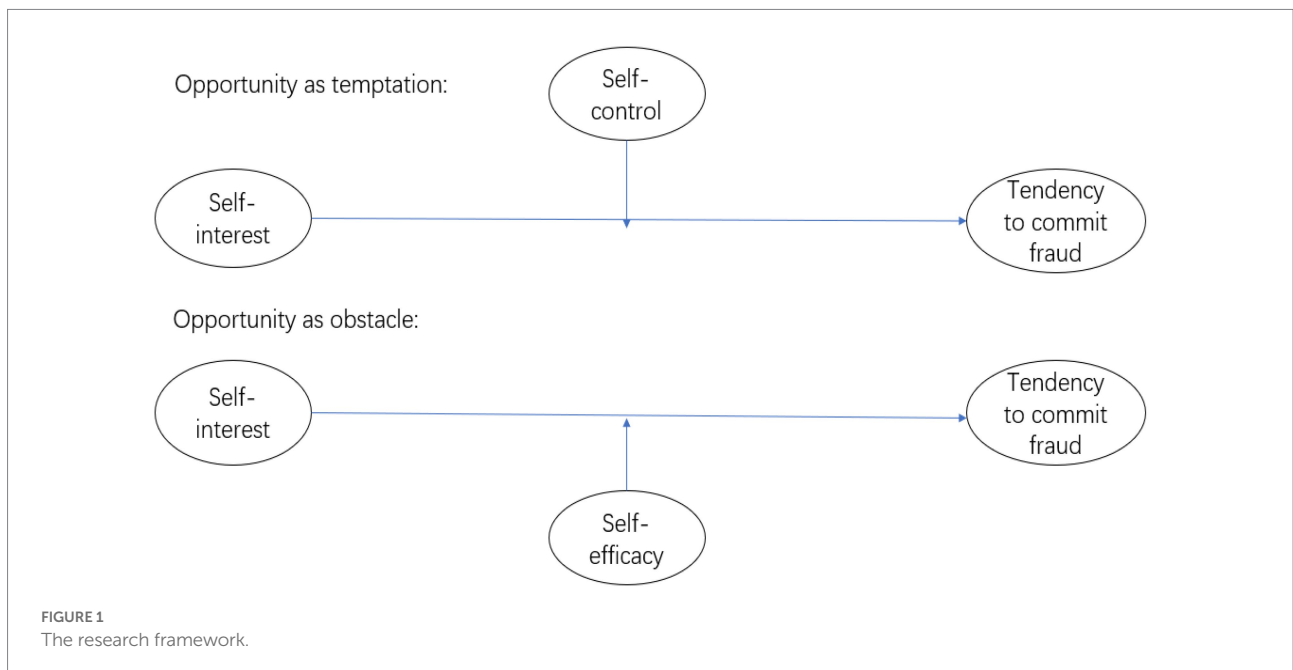 Opportunity as temptation:
Self-
control
Self-
interest
Tendency
to commit
fraud
Opportunity as obstacle:
Self-
interest
Tendency
to commit
fraud
Self-
efficacy
FIGURE 1
The research framework.